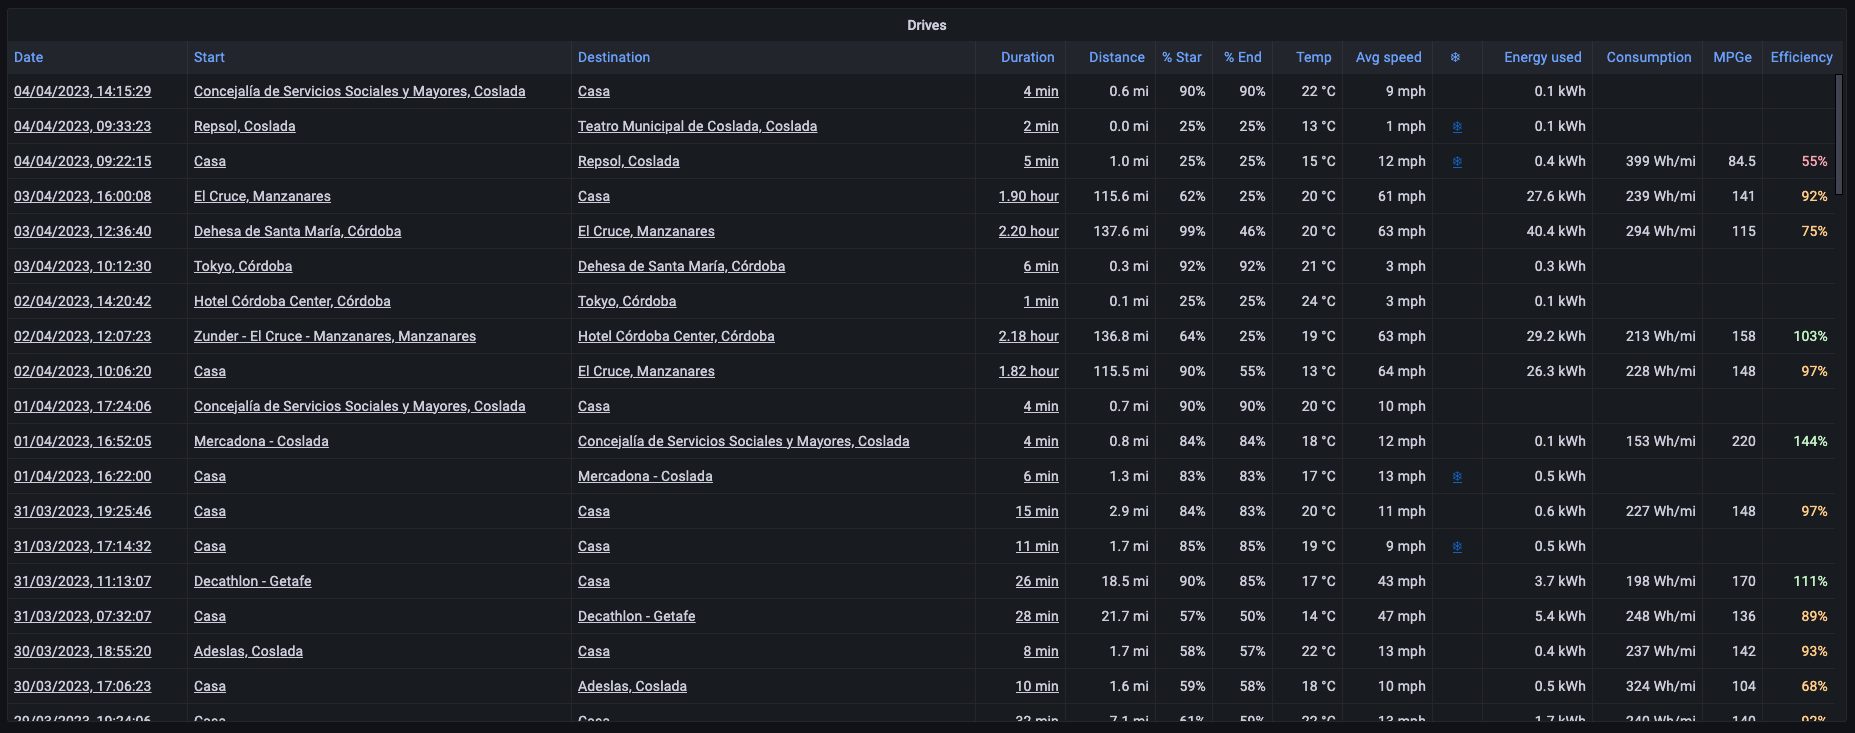 Drives
Date Start Destination Duration Distance % Star % End Temp Avg speed ❄ Energy used Consumption MPGe Efficiency
04/04/2023, 14:15:29 Concejalía de Servicios Sociales y Mayores, Coslada Casa 4 min 0.6 mi 90% 90% 22 °C 9 mph 0.1 kWh
04/04/2023, 09:33:23 Repsol, Coslada Teatro Municipal de Coslada, Coslada 2 min 0.0 mi 25% 25% 13 °C 1 mph ❄ 0.1 kWh
04/04/2023, 09:22:15 Casa Repsol, Coslada 5 min 1.0 mi 25% 25% 15 °C 12 mph ❄ 0.4 kWh 399 Wh/mi 84.5 55%
03/04/2023, 16:00:08 El Cruce, Manzanares Casa 1.90 hour 115.6 mi 62% 25% 20 °C 61 mph 27.6 kWh 239 Wh/mi 141 92%
03/04/2023, 12:36:40 Dehesa de Santa María, Córdoba El Cruce, Manzanares 2.20 hour 137.6 mi 99% 46% 20 °C 63 mph 40.4 kWh 294 Wh/mi 115 75%
03/04/2023, 10:12:30 Tokyo, Córdoba Dehesa de Santa María, Córdoba 6 min 0.3 mi 92% 92% 21 °C 3 mph 0.3 kWh
02/04/2023, 14:20:42 Hotel Córdoba Center, Córdoba Tokyo, Córdoba 1 min 0.1 mi 25% 25% 24 °C 3 mph 0.1 kWh
02/04/2023, 12:07:23 Zunder - El Cruce - Manzanares, Manzanares Hotel Córdoba Center, Córdoba 2.18 hour 136.8 mi 64% 25% 19 °C 63 mph 29.2 kWh 213 Wh/mi 158 103%
02/04/2023, 10:06:20 Casa El Cruce, Manzanares 1.82 hour 115.5 mi 90% 55% 13 °C 64 mph 26.3 kWh 228 Wh/mi 148 97%
01/04/2023, 17:24:06 Concejalía de Servicios Sociales y Mayores, Coslada Casa 4 min 0.7 mi 90% 90% 20 °C 10 mph
01/04/2023, 16:52:05 Mercadona - Coslada Concejalía de Servicios Sociales y Mayores, Coslada 4 min 0.8 mi 84% 84% 18 °C 12 mph 0.1 kWh 153 Wh/mi 220 144%
01/04/2023, 16:22:00 Casa Mercadona - Coslada 6 min 1.3 mi 83% 83% 17 °C 13 mph ❄ 0.5 kWh
31/03/2023, 19:25:46 Casa Casa 15 min 2.9 mi 84% 83% 20 °C 11 mph 0.6 kWh 227 Wh/mi 148 97%
31/03/2023, 17:14:32 Casa Casa 11 min 1.7 mi 85% 85% 19 °C 9 mph ❄ 0.5 kWh
31/03/2023, 11:13:07 Decathlon - Getafe Casa 26 min 18.5 mi 90% 85% 17 °C 43 mph 3.7 kWh 198 Wh/mi 170 111%
31/03/2023, 07:32:07 Casa Decathlon - Getafe 28 min 21.7 mi 57% 50% 14 °C 47 mph 5.4 kWh 248 Wh/mi 136 89%
30/03/2023, 18:55:20 Adeslas, Coslada Casa 8 min 1.7 mi 58% 57% 22 °C 13 mph 0.4 kWh 237 Wh/mi 142 93%
30/03/2023, 17:06:23 Casa Adeslas, Coslada 10 min 1.6 mi 59% 58% 18 °C 10 mph 0.5 kWh 324 Wh/mi 104 68%